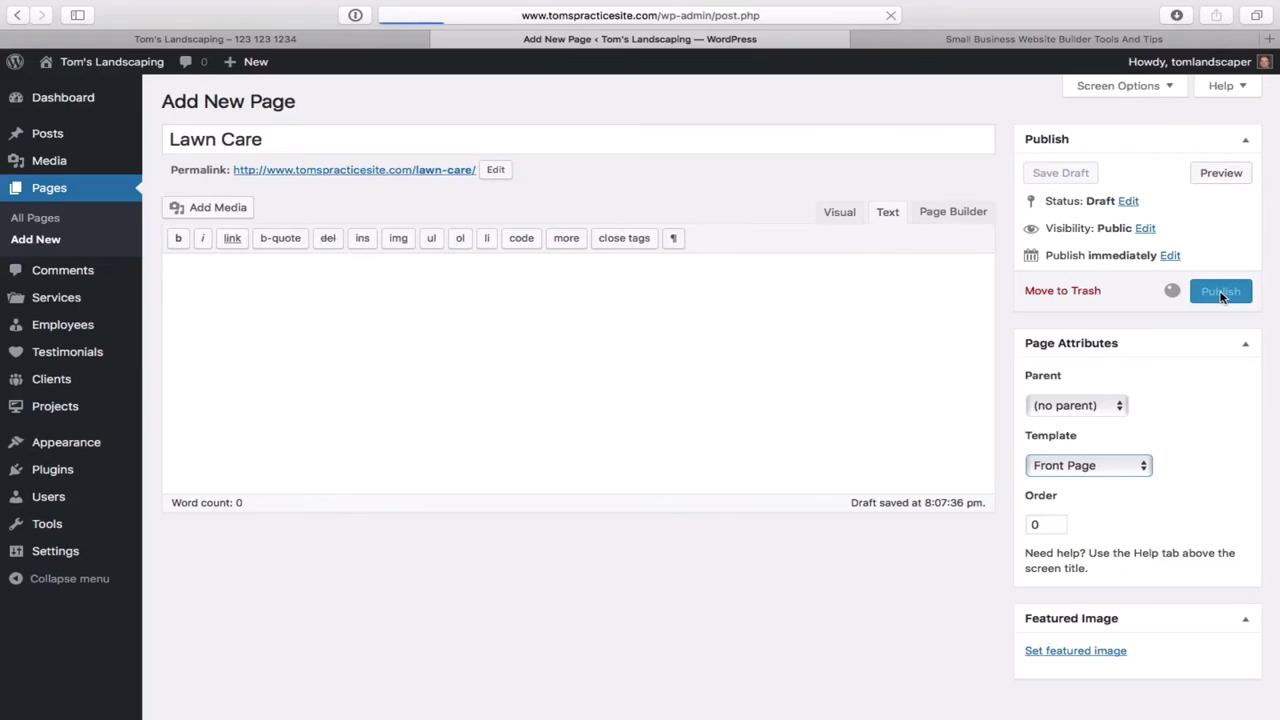 www.tomspracticesite.com/wp-admin/post.php
Tom's Landscaping – 123 123 1234
Add New Page ‹ Tom's Landscaping — WordPress
Small Business Website Builder Tools And Tips
Tom's Landscaping
0
New
Howdy, tomlandscaper
Dashboard
Posts
Media
Pages
All Pages
Add New
Comments
Services
Employees
Testimonials
Clients
Projects
Appearance
Plugins
Users
Tools
Settings
Collapse menu
Screen Options
Help
Add New Page
Lawn Care
Permalink: http://www.tomspracticesite.com/lawn-care/ Edit
Add Media
Visual
Text
Page Builder
b
i
link
b-quote
del
ins
img
ul
ol
li
code
more
close tags
¶
Word count: 0
Draft saved at 8:07:36 pm.
Publish
Save Draft
Preview
Status: Draft Edit
Visibility: Public Edit
Publish immediately Edit
Move to Trash
Publish
Page Attributes
Parent
(no parent)
Template
Front Page
Order
0
Need help? Use the Help tab above the
screen title.
Featured Image
Set featured image